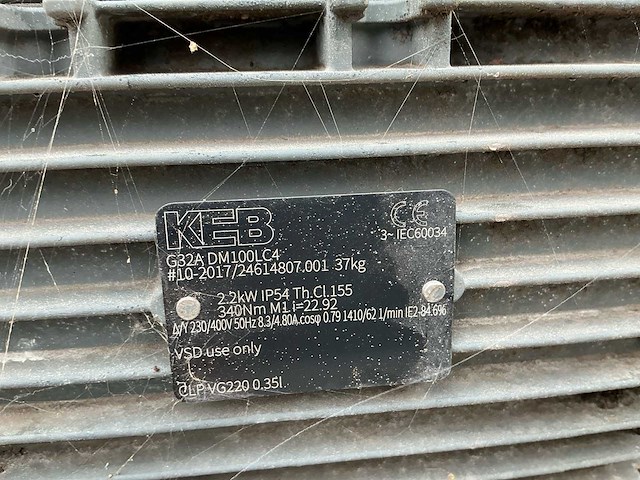 KEB CE
3~ IEC60034
G32A DM100LC4
#10-2017/24614807.001 37kg
2.2kW IP54 Th.Cl.155
340Nm M1 i=22.92
Δ/Y 230/400V 50Hz 8.3/4.80A cosφ 0.79 1410/62 1/min IE2-84.6%
VSD use only
CLP VG220 0.35l